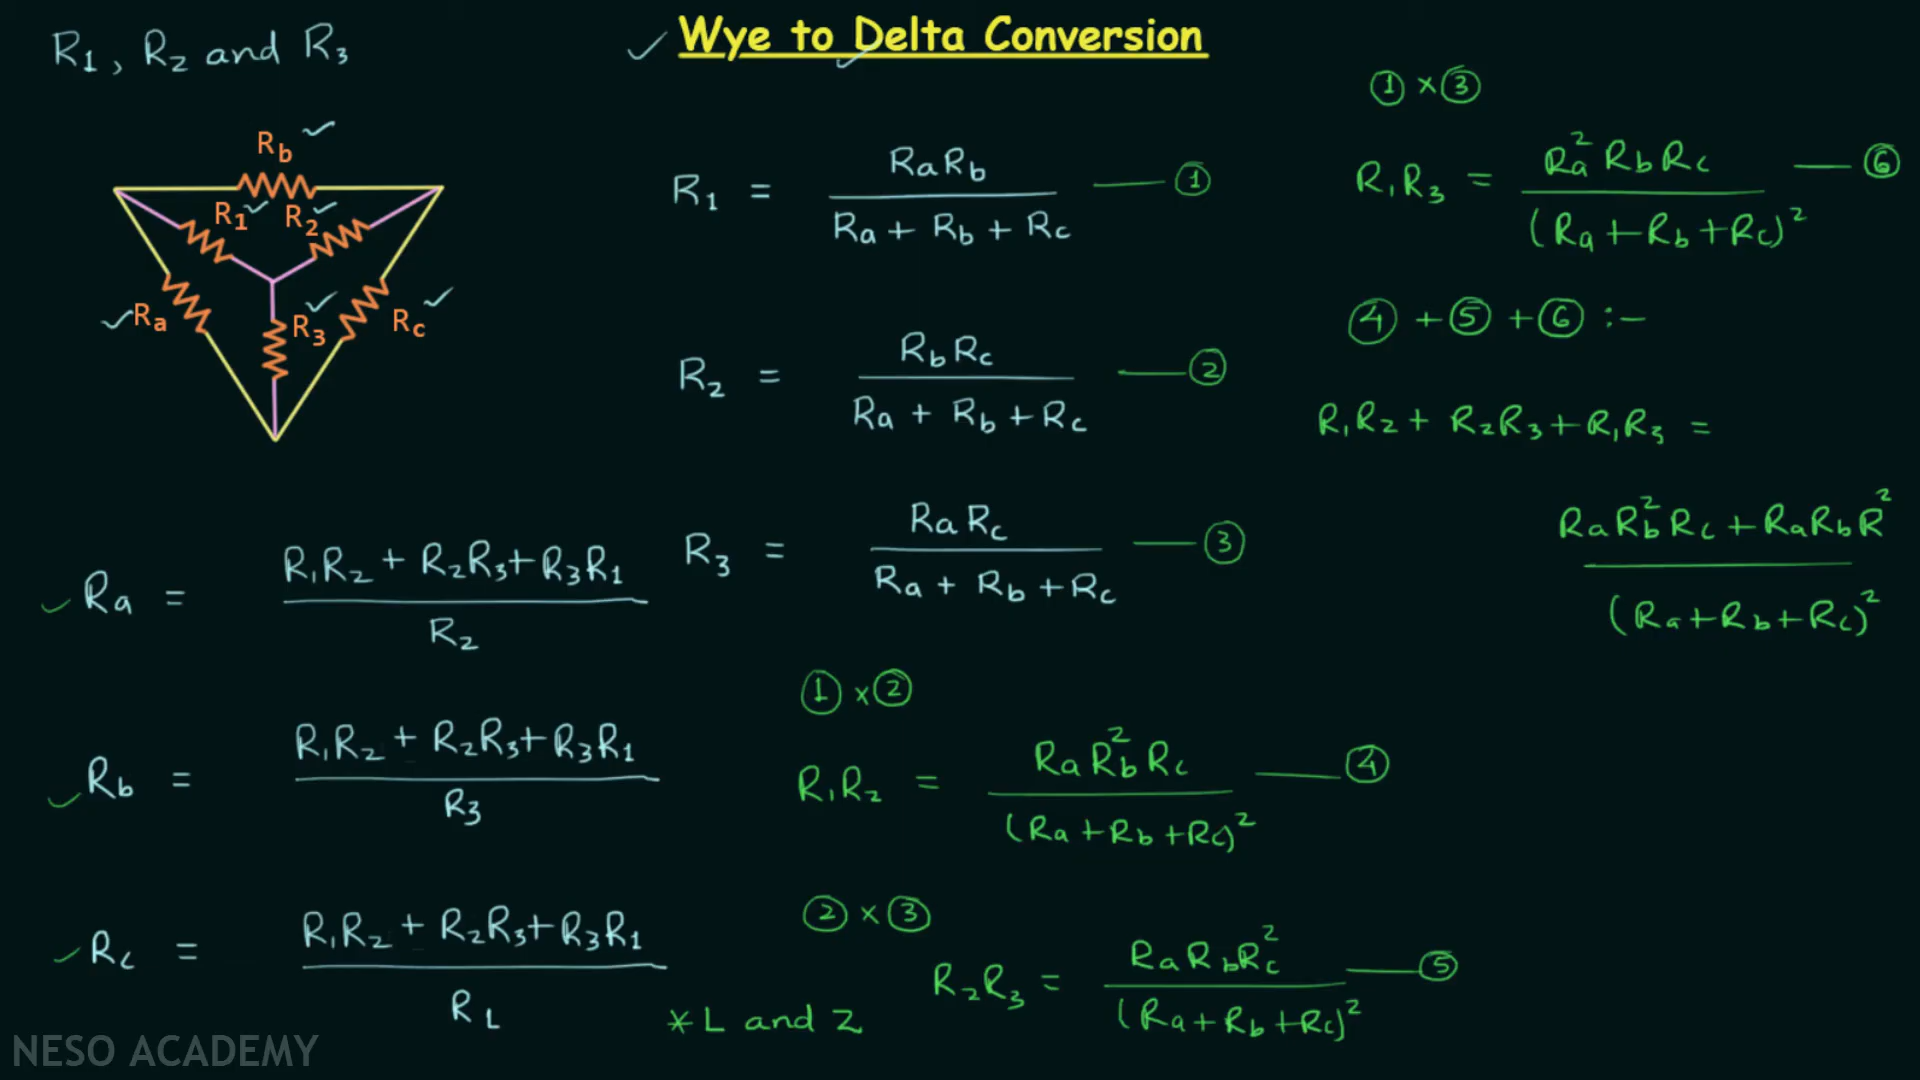 R1, R2 and R3
Wye to Delta Conversion
Rb
R1
R2
Ra
R3
Rc
Ra = R1R2 + R2R3 + R3R1 / R2
Rb = R1R2 + R2R3 + R3R1 / R3
Rc = R1R2 + R2R3 + R3R1 / R1
* L and Z
R1 = RaRb / Ra + Rb + Rc — ①
R2 = RbRc / Ra + Rb + Rc — ②
R3 = RaRc / Ra + Rb + Rc — ③
① × ②
R1R2 = RaRb²Rc / (Ra + Rb + Rc)² — ④
② × ③
R2R3 = RaRbRc² / (Ra + Rb + Rc)² — ⑤
① × ③
R1R3 = Ra²RbRc / (Ra + Rb + Rc)² — ⑥
④ + ⑤ + ⑥ :-
R1R2 + R2R3 + R1R3 =
RaRb²Rc + RaRbR² / (Ra + Rb + Rc)²
NESO ACADEMY